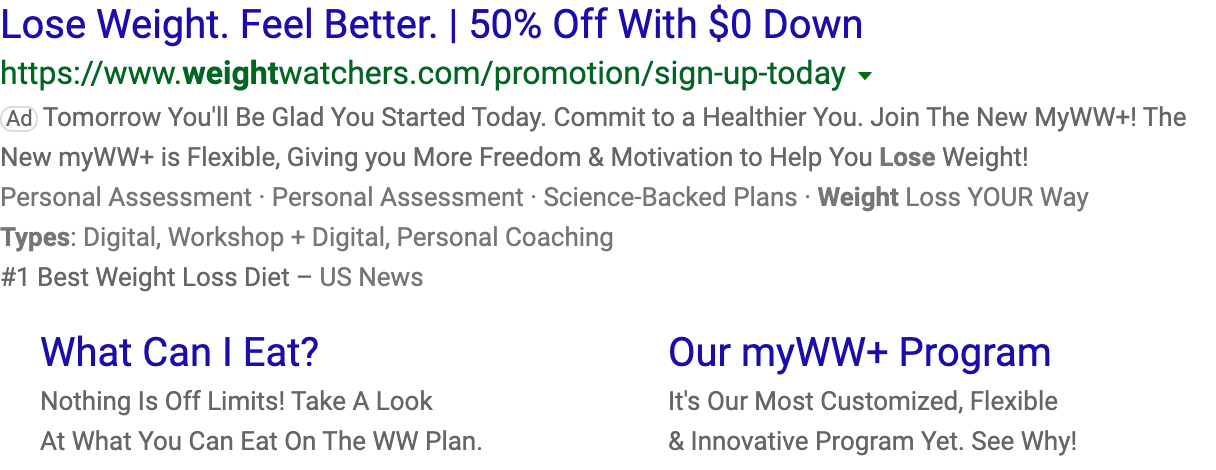 Lose Weight. Feel Better. | 50% Off With $0 Down
https://www.weightwatchers.com/promotion/sign-up-today
Ad Tomorrow You'll Be Glad You Started Today. Commit to a Healthier You. Join The New MyWW+! The
New myWW+ is Flexible, Giving you More Freedom & Motivation to Help You Lose Weight!
Personal Assessment · Personal Assessment · Science-Backed Plans · Weight Loss YOUR Way
Types: Digital, Workshop + Digital, Personal Coaching
#1 Best Weight Loss Diet – US News
What Can I Eat?
Nothing Is Off Limits! Take A Look
At What You Can Eat On The WW Plan.
Our myWW+ Program
It's Our Most Customized, Flexible
& Innovative Program Yet. See Why!